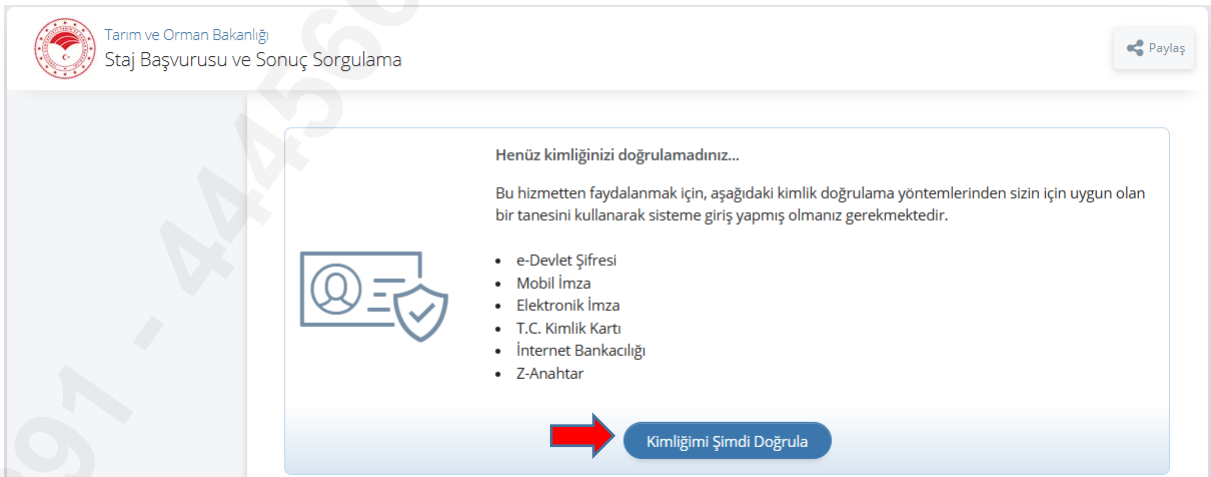 Tarım ve Orman Bakanlığı
Staj Başvurusu ve Sonuç Sorgulama
Paylaş
Henüz kimliğinizi doğrulamadınız...
Bu hizmetten faydalanmak için, aşağıdaki kimlik doğrulama yöntemlerinden sizin için uygun olan
bir tanesini kullanarak sisteme giriş yapmış olmanız gerekmektedir.
• e-Devlet Şifresi
• Mobil İmza
• Elektronik İmza
• T.C. Kimlik Kartı
• İnternet Bankacılığı
• Z-Anahtar
Kimliğimi Şimdi Doğrula